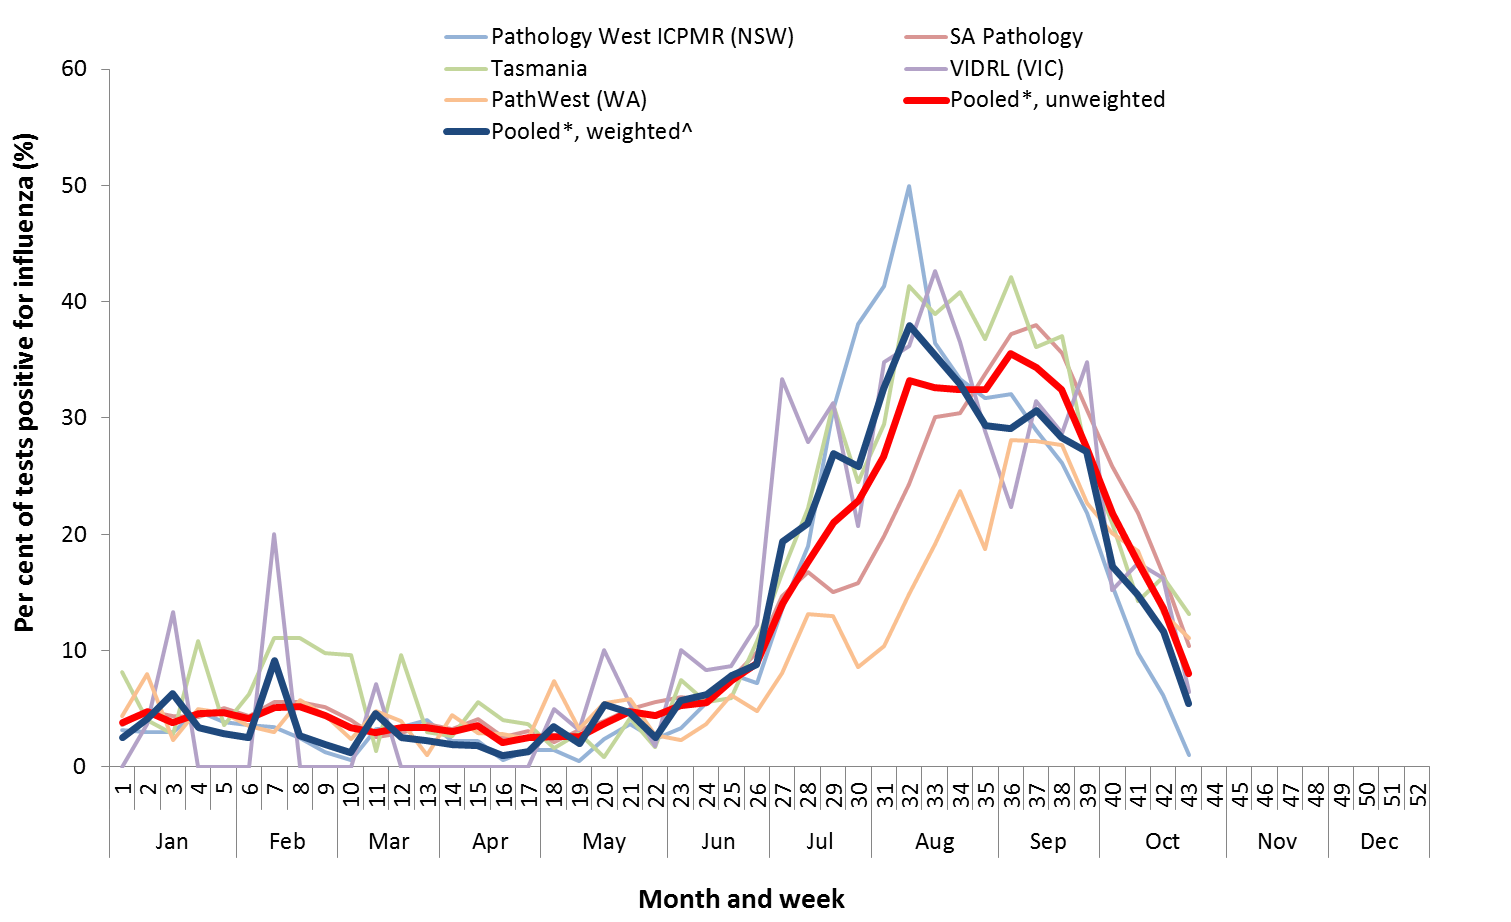 Pathology West ICPMR (NSW) SA Pathology
Tasmania VIDRL (VIC)
PathWest (WA) Pooled*, unweighted
Pooled*, weighted^
Per cent of tests positive for influenza (%)
60
50
40
30
20
10
0
1 2 3 4 5 6 7 8 9 10 11 12 13 14 15 16 17 18 19 20 21 22 23 24 25 26 27 28 29 30 31 32 33 34 35 36 37 38 39 40 41 42 43 44 45 46 47 48 49 50 51 52
Jan Feb Mar Apr May Jun Jul Aug Sep Oct Nov Dec
Month and week